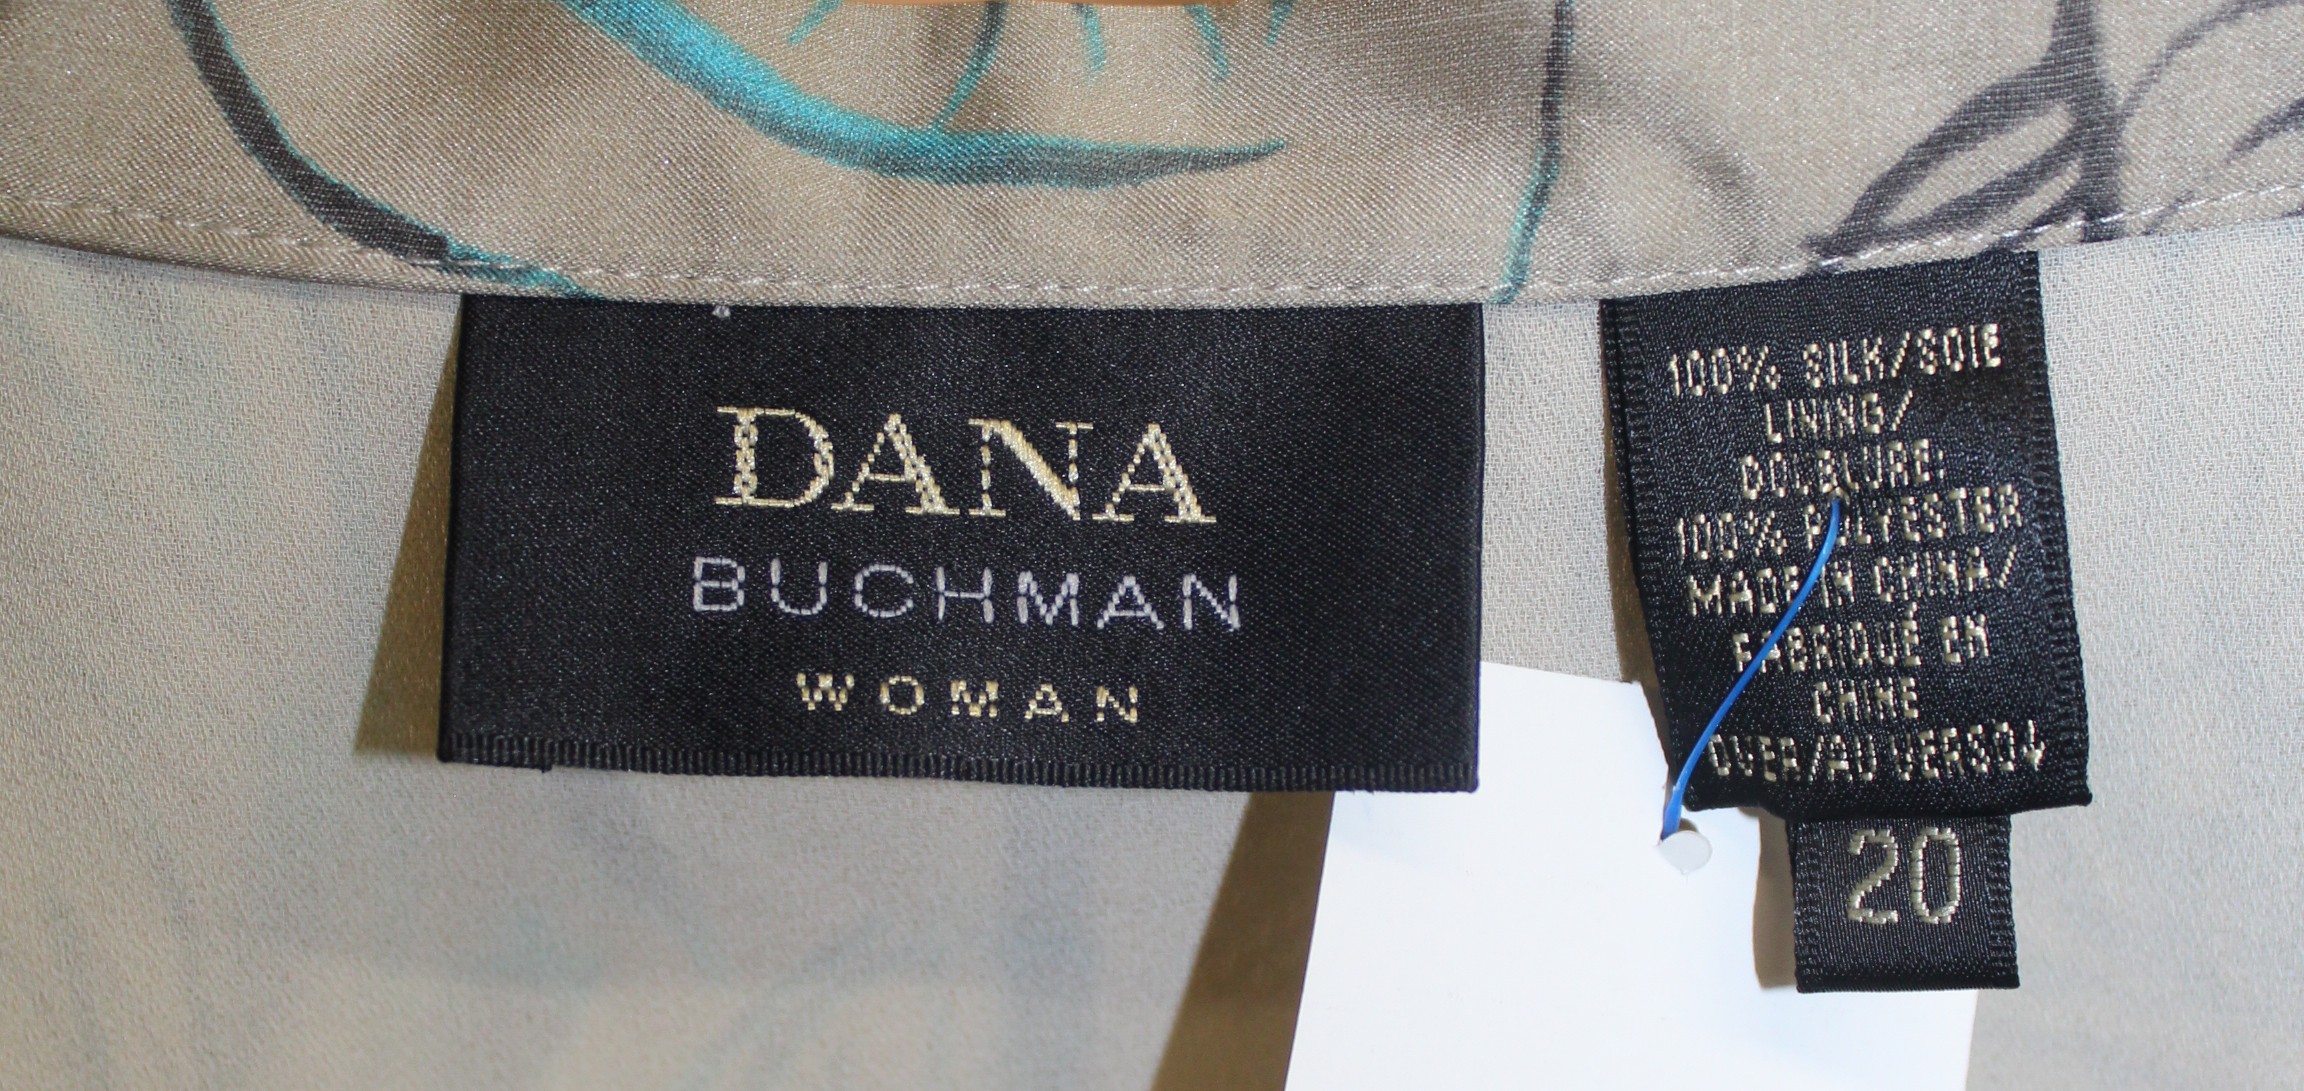 DANA
BUCHMAN
WOMAN
100% SILK/SOIE
LINING/
DOUBLURE:
100% POLYESTER
MADE IN CHINA/
FABRIQUÉ EN
CHINE
OVER/AU VERSO↓
20